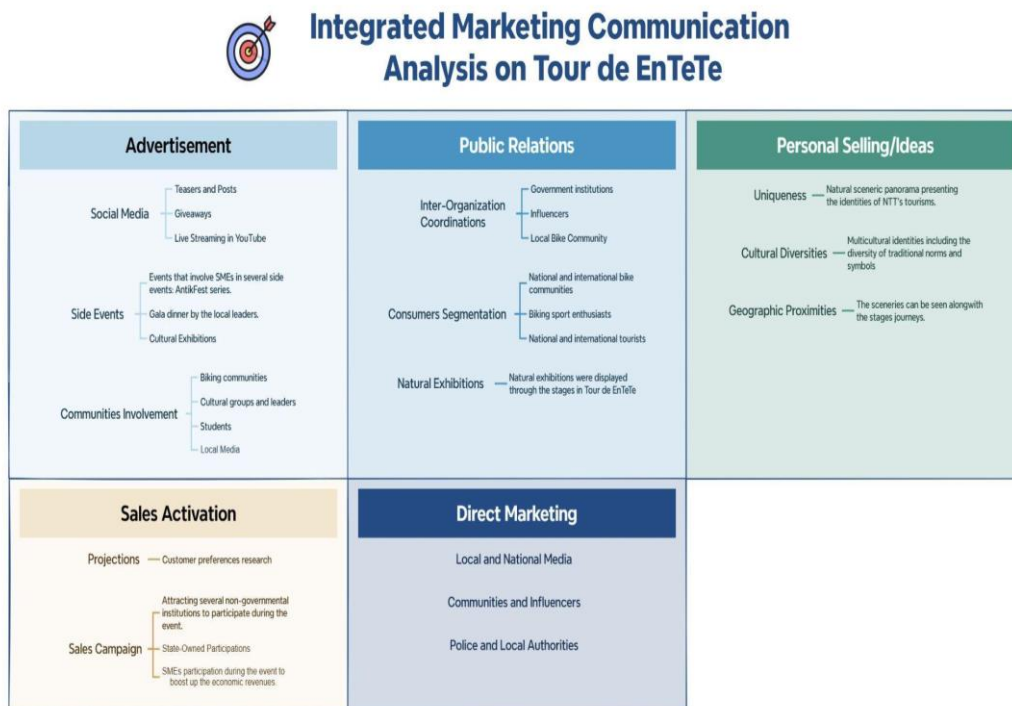 Integrated Marketing Communication
Analysis on Tour de EnTeTe
Advertisement
Social Media
Teasers and Posts
Giveaways
Live Streaming in YouTube
Side Events
Events that involve SMEs in several side
events: AntikFest series.
Gala dinner by the local leaders.
Cultural Exhibitions
Communities Involvement
Biking communities
Cultural groups and leaders
Students
Local Media
Public Relations
Inter-Organization
Coordinations
Government institutions
Influencers
Local Bike Community
Consumers Segmentation
National and international bike
communities
Biking sport enthusiasts
National and international tourists
Natural Exhibitions
Natural exhibitions were displayed
through the stages in Tour de EnTeTe
Personal Selling/Ideas
Uniqueness
Natural sceneric panorama presenting
the identities of NTT's tourisms.
Cultural Diversities
Multicultural identities including the
diversity of traditional norms and
symbols
Geographic Proximities
The sceneries can be seen alongwith
the stages journeys.
Sales Activation
Projections
Customer preferences research
Sales Campaign
Attracting several non-governmental
institutions to participate during the
event.
State-Owned Participations
SMEs participation during the event to
boost up the economic revenues.
Direct Marketing
Local and National Media
Communities and Influencers
Police and Local Authorities